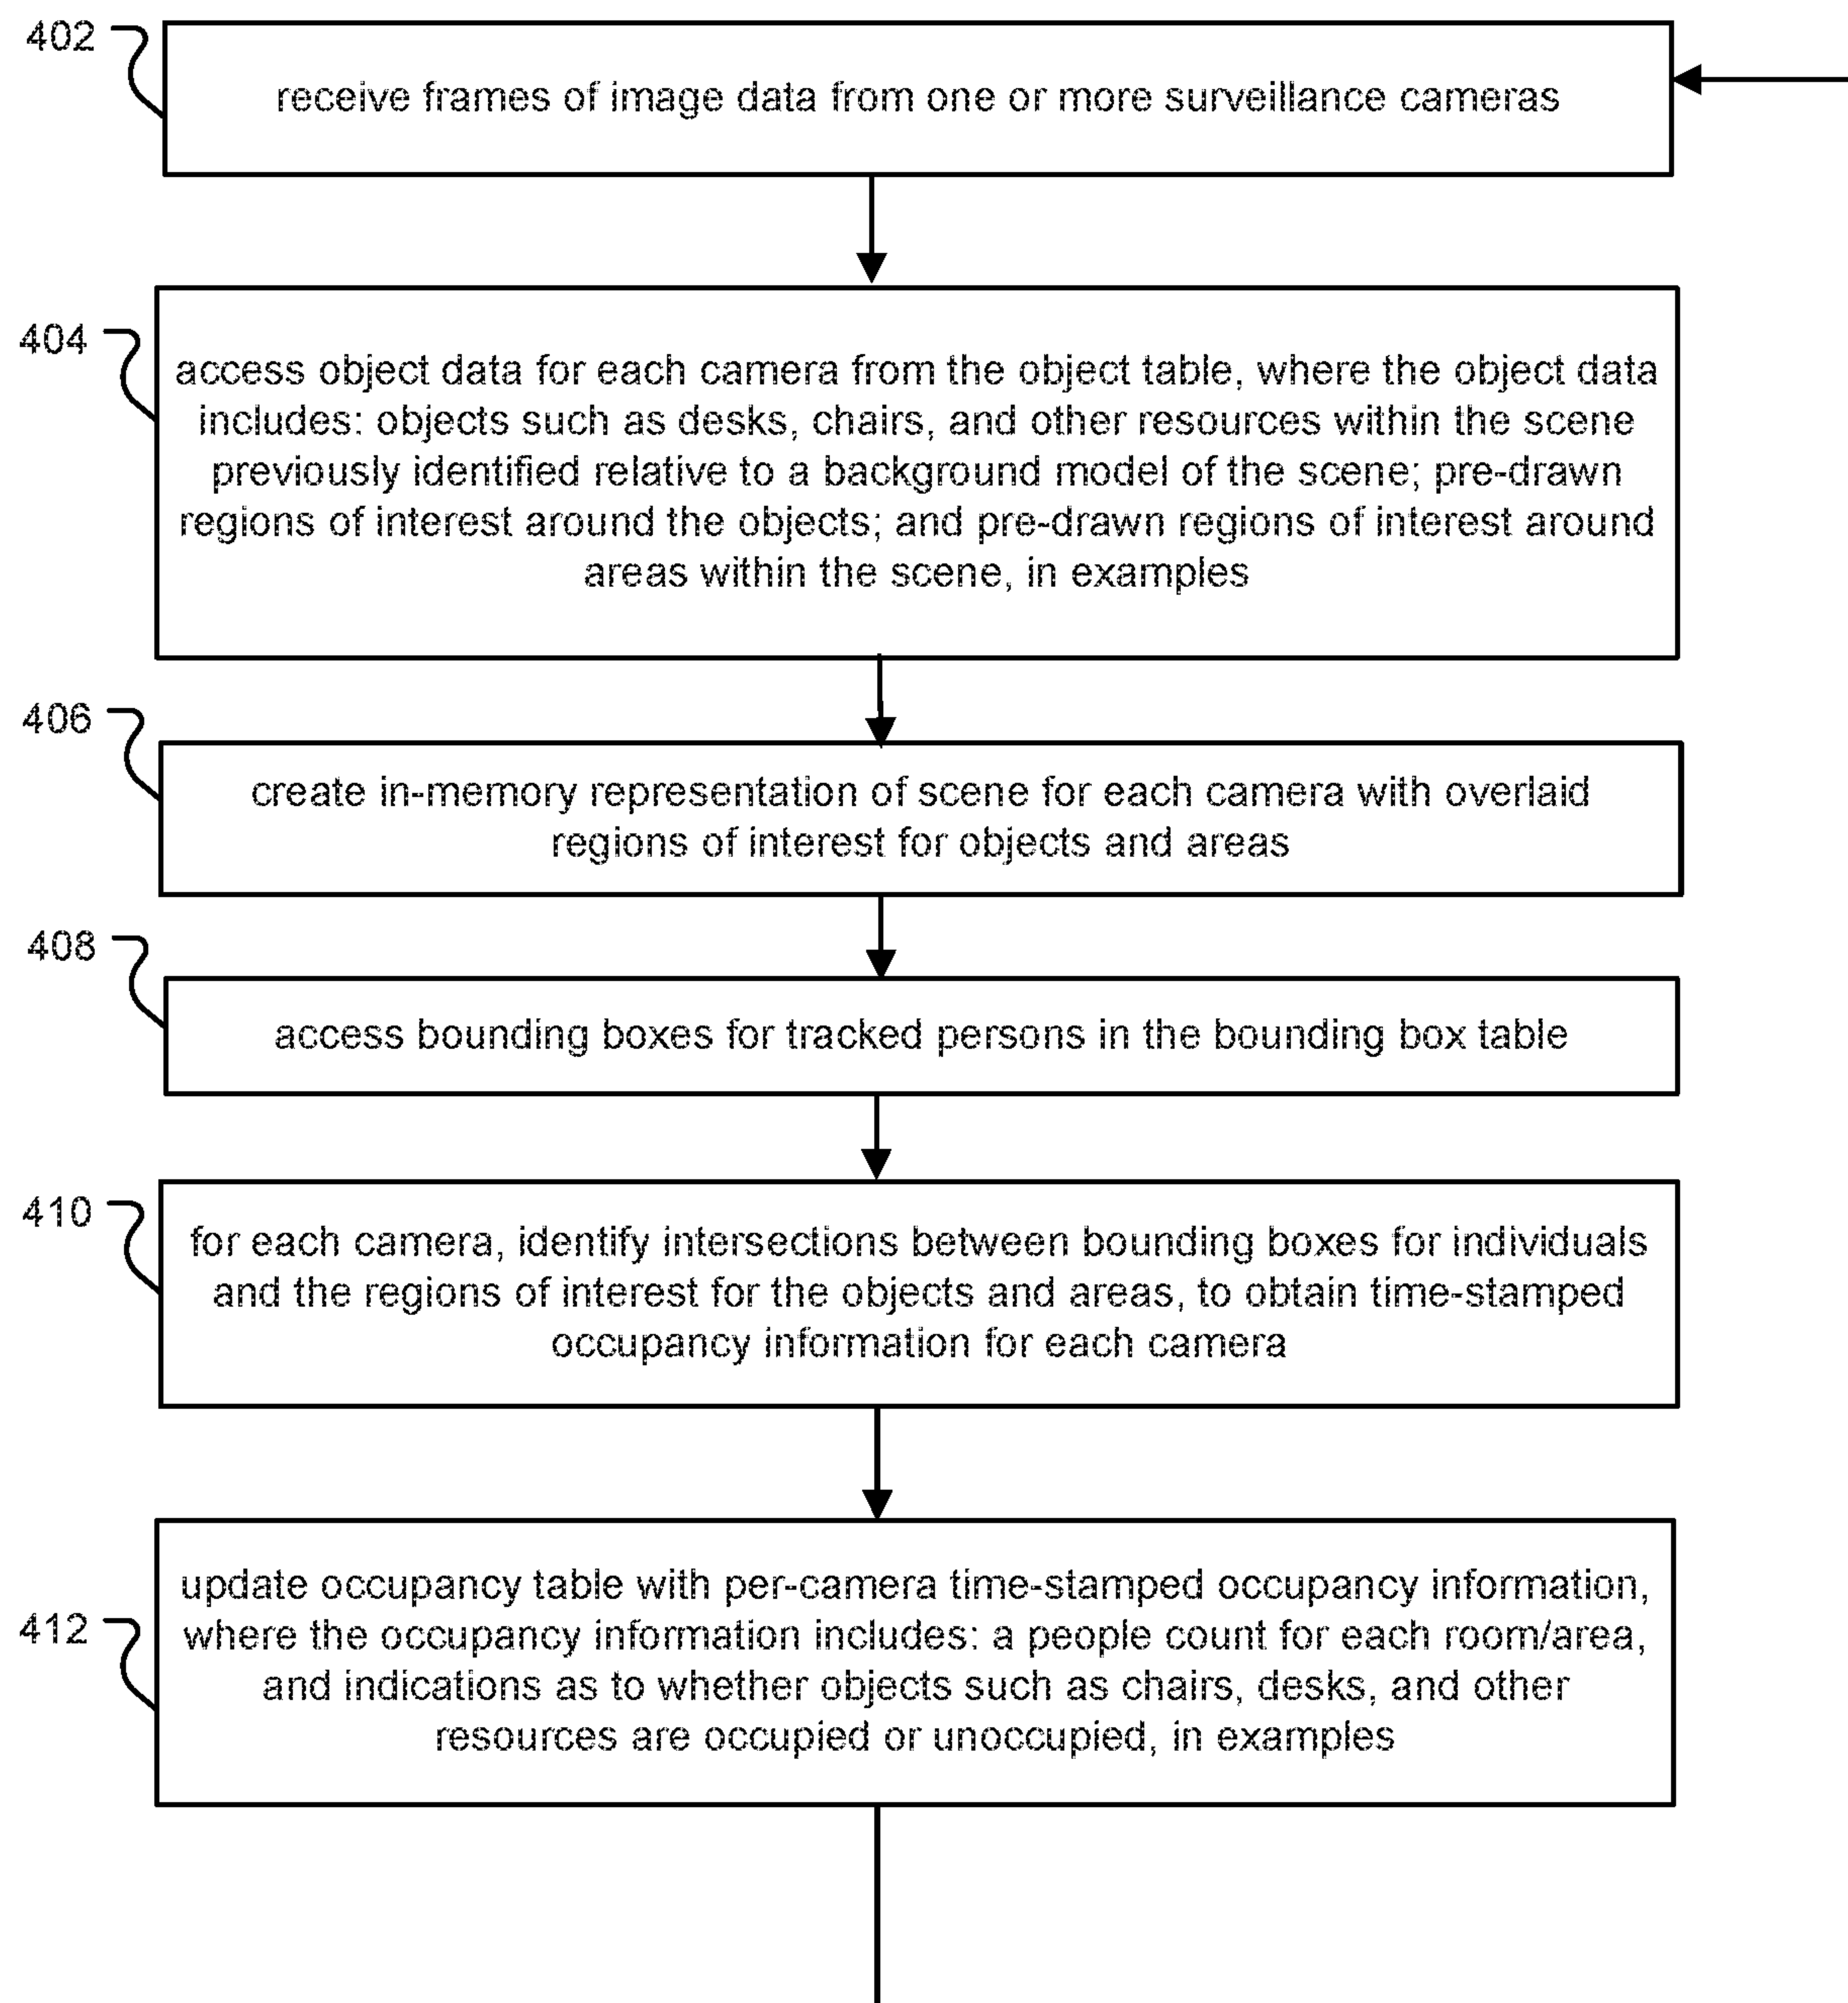 402
receive frames of image data from one or more surveillance cameras
404
access object data for each camera from the object table, where the object data
includes: objects such as desks, chairs, and other resources within the scene
previously identified relative to a background model of the scene; pre-drawn
regions of interest around the objects; and pre-drawn regions of interest around
areas within the scene, in examples
406
create in-memory representation of scene for each camera with overlaid
regions of interest for objects and areas
408
access bounding boxes for tracked persons in the bounding box table
410
for each camera, identify intersections between bounding boxes for individuals
and the regions of interest for the objects and areas, to obtain time-stamped
occupancy information for each camera
412
update occupancy table with per-camera time-stamped occupancy information,
where the occupancy information includes: a people count for each room/area,
and indications as to whether objects such as chairs, desks, and other
resources are occupied or unoccupied, in examples